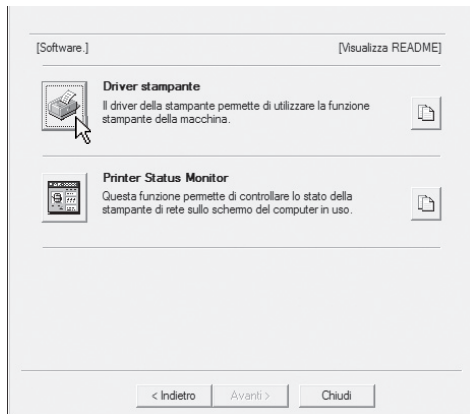 [Software.] [Visualizza README]
Driver stampante
Il driver della stampante permette di utilizzare la funzione
stampante della macchina.
Printer Status Monitor
Questa funzione permette di controllare lo stato della
stampante di rete sullo schermo del computer in uso.
< Indietro Avanti > Chiudi